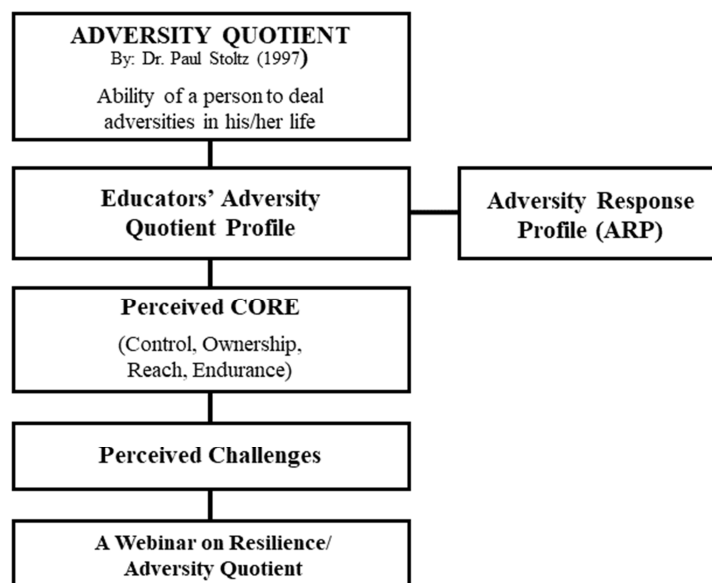 ADVERSITY QUOTIENT
By: Dr. Paul Stoltz (1997)
Ability of a person to deal
adversities in his/her life
Educators’ Adversity
Quotient Profile
Adversity Response
Profile (ARP)
Perceived CORE
(Control, Ownership,
Reach, Endurance)
Perceived Challenges
A Webinar on Resilience/
Adversity Quotient